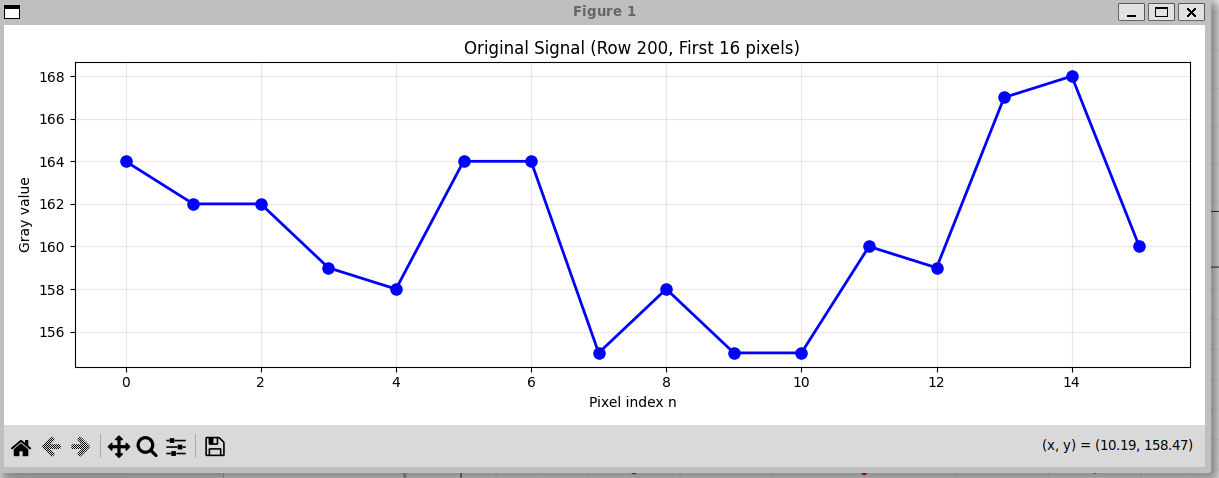 Figure 1
Original Signal (Row 200, First 16 pixels)
168
166
164
162
160
158
156
Gray value
0 2 4 6 8 10 12 14
Pixel index n
(x, y) = (10.19, 158.47)